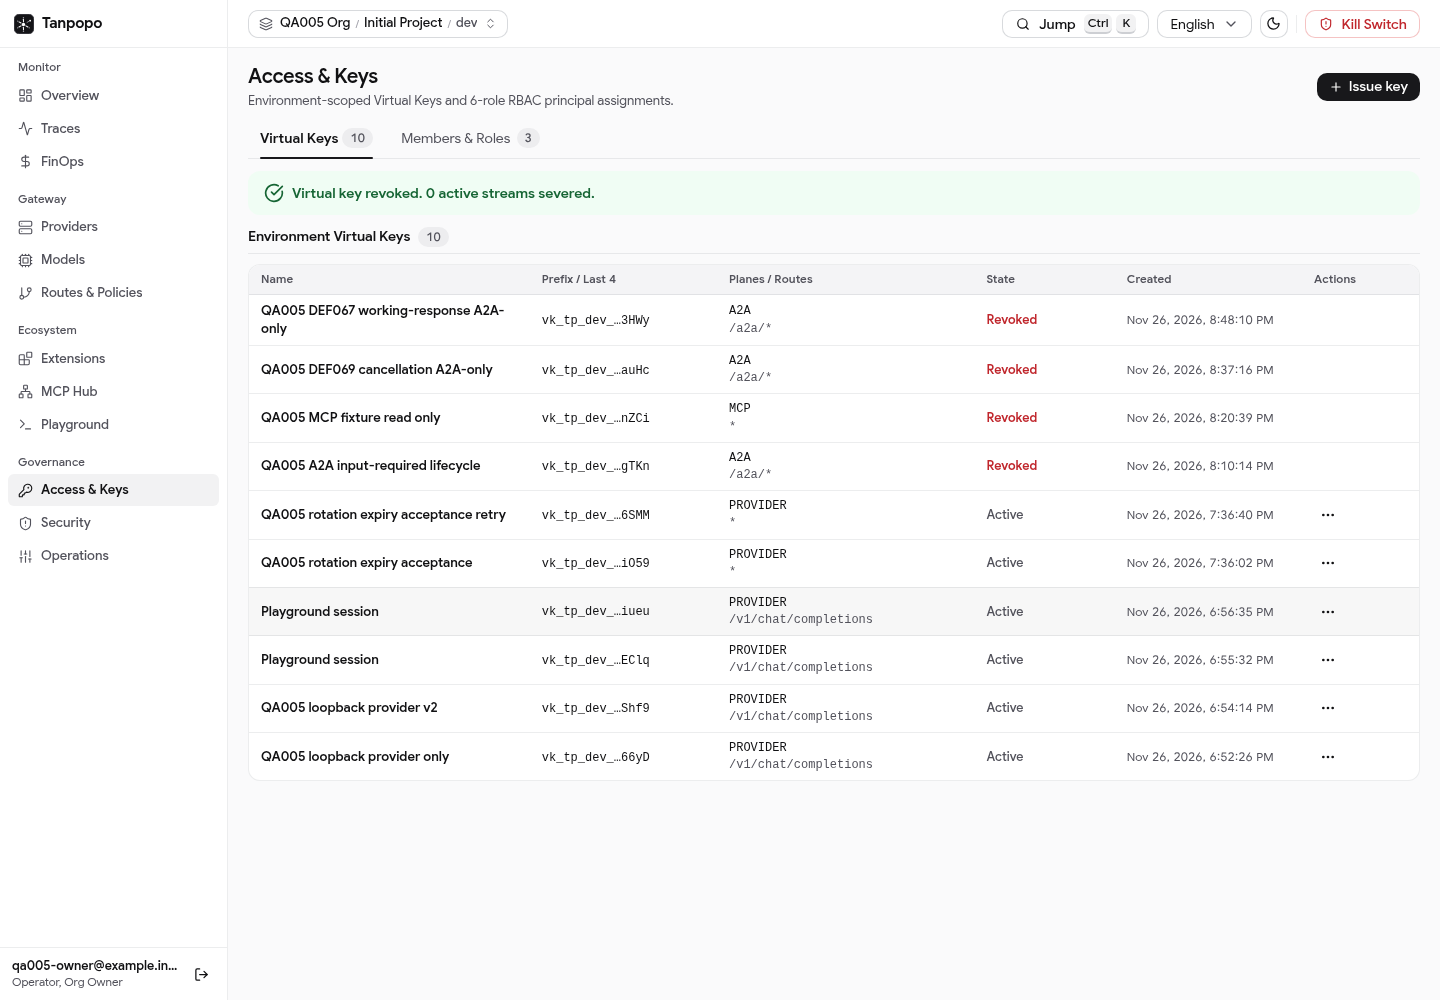 Tanpopo
QA005 Org / Initial Project / dev
Jump Ctrl K
English
Kill Switch
Monitor
Overview
Traces
FinOps
Gateway
Providers
Models
Routes & Policies
Ecosystem
Extensions
MCP Hub
Playground
Governance
Access & Keys
Security
Operations
qa005-owner@example.in...
Operator, Org Owner
Access & Keys
Environment-scoped Virtual Keys and 6-role RBAC principal assignments.
Issue key
Virtual Keys 10 Members & Roles 3
Virtual key revoked. 0 active streams severed.
Environment Virtual Keys 10
Name Prefix / Last 4 Planes / Routes State Created Actions
QA005 DEF067 working-response A2A-
only
vk_tp_dev_…3HWy
A2A
/a2a/*
Revoked
Nov 26, 2026, 8:48:10 PM
QA005 DEF069 cancellation A2A-only
vk_tp_dev_…auHc
A2A
/a2a/*
Revoked
Nov 26, 2026, 8:37:16 PM
QA005 MCP fixture read only
vk_tp_dev_…nZCi
MCP
*
Revoked
Nov 26, 2026, 8:20:39 PM
QA005 A2A input-required lifecycle
vk_tp_dev_…gTKn
A2A
/a2a/*
Revoked
Nov 26, 2026, 8:10:14 PM
QA005 rotation expiry acceptance retry
vk_tp_dev_…6SMM
PROVIDER
*
Active
Nov 26, 2026, 7:36:40 PM
QA005 rotation expiry acceptance
vk_tp_dev_…iO59
PROVIDER
*
Active
Nov 26, 2026, 7:36:02 PM
Playground session
vk_tp_dev_…iueu
PROVIDER
/v1/chat/completions
Active
Nov 26, 2026, 6:56:35 PM
Playground session
vk_tp_dev_…EClq
PROVIDER
/v1/chat/completions
Active
Nov 26, 2026, 6:55:32 PM
QA005 loopback provider v2
vk_tp_dev_…Shf9
PROVIDER
/v1/chat/completions
Active
Nov 26, 2026, 6:54:14 PM
QA005 loopback provider only
vk_tp_dev_…66yD
PROVIDER
/v1/chat/completions
Active
Nov 26, 2026, 6:52:26 PM